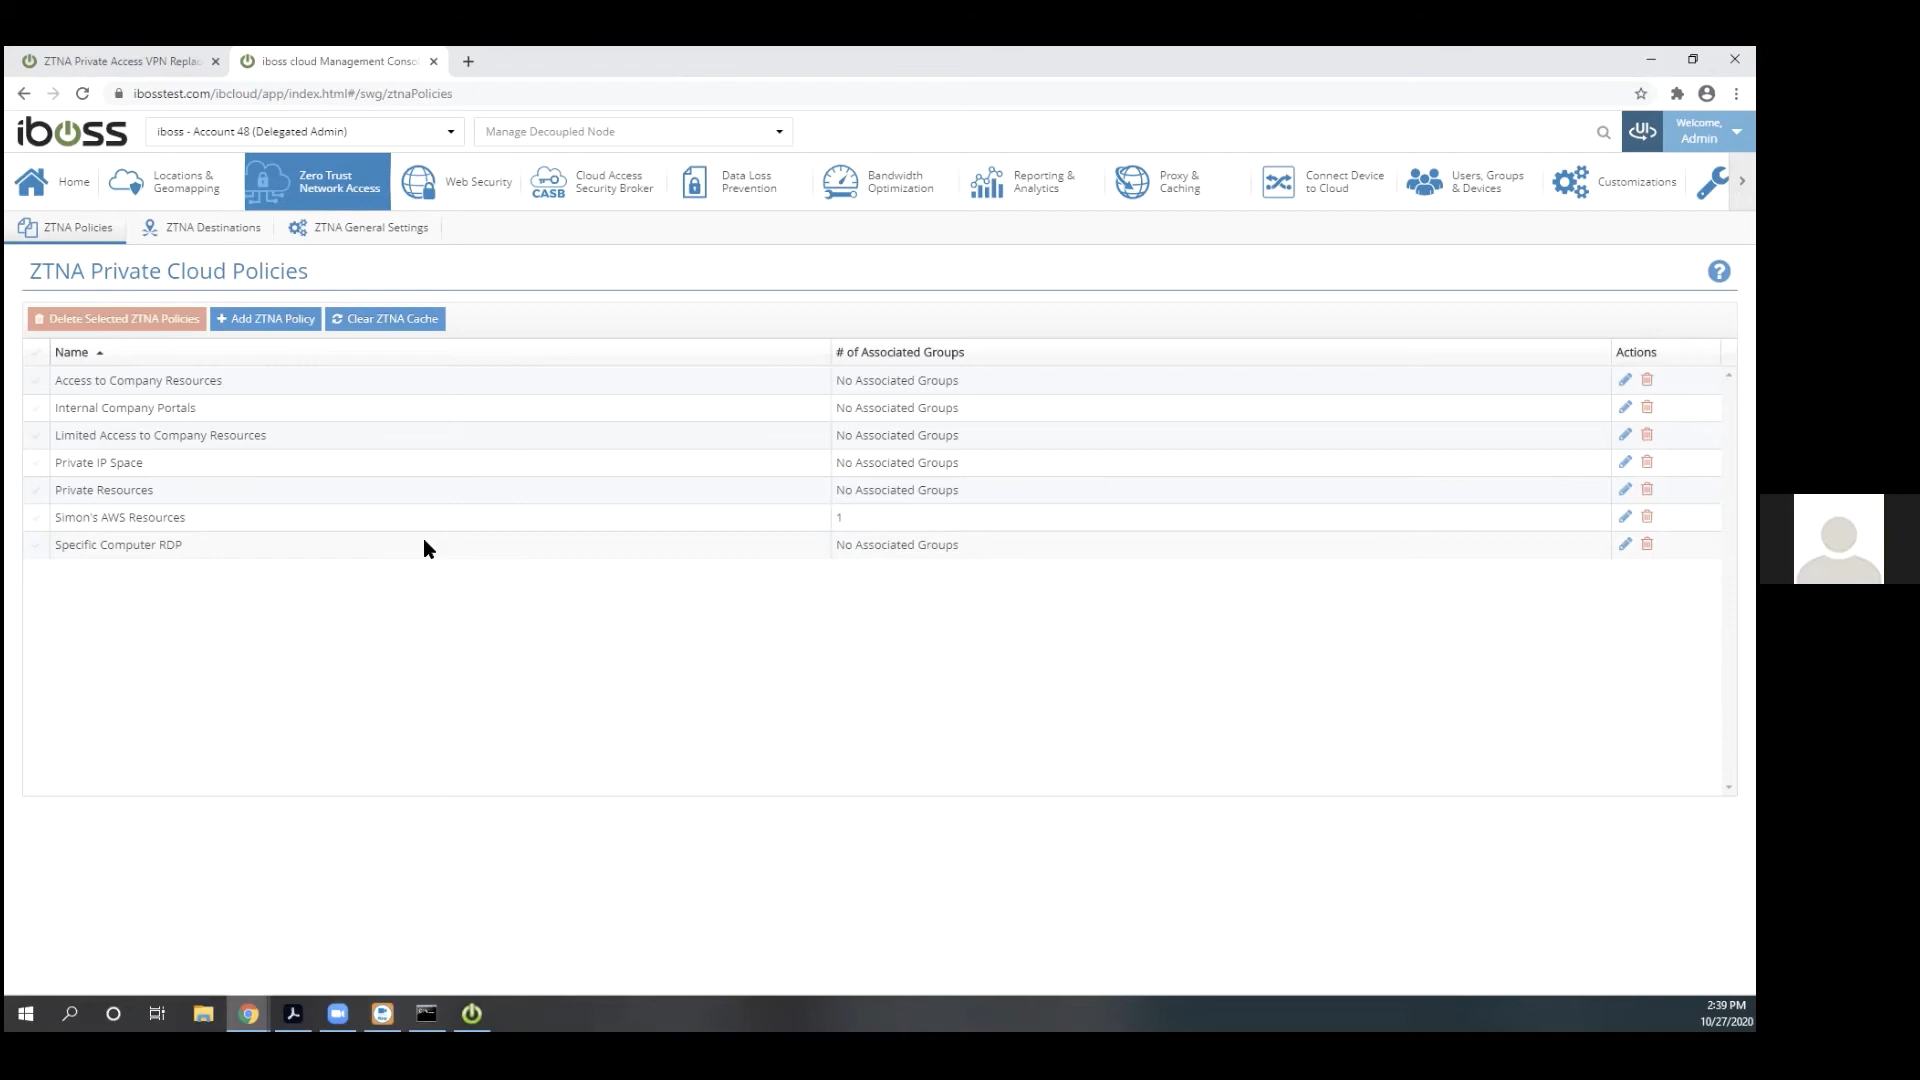 ZTNA Private Access VPN Replac
iboss cloud Management Conso
ibosstest.com/ibcloud/app/index.html#/swg/ztnaPolicies
iboss
iboss - Account 48 (Delegated Admin)
Manage Decoupled Node
Welcome,
Admin
Home
Locations &
Geomapping
Zero Trust
Network Access
Web Security
CASB
Cloud Access
Security Broker
Data Loss
Prevention
Bandwidth
Optimization
Reporting &
Analytics
Proxy &
Caching
Connect Device
to Cloud
Users, Groups
& Devices
Customizations
ZTNA Policies
ZTNA Destinations
ZTNA General Settings
ZTNA Private Cloud Policies
?
Delete Selected ZTNA Policies
+ Add ZTNA Policy
Clear ZTNA Cache
Name
# of Associated Groups
Actions
Access to Company Resources
No Associated Groups
Internal Company Portals
No Associated Groups
Limited Access to Company Resources
No Associated Groups
Private IP Space
No Associated Groups
Private Resources
No Associated Groups
Simon's AWS Resources
1
Specific Computer RDP
No Associated Groups
2:39 PM
10/27/2020